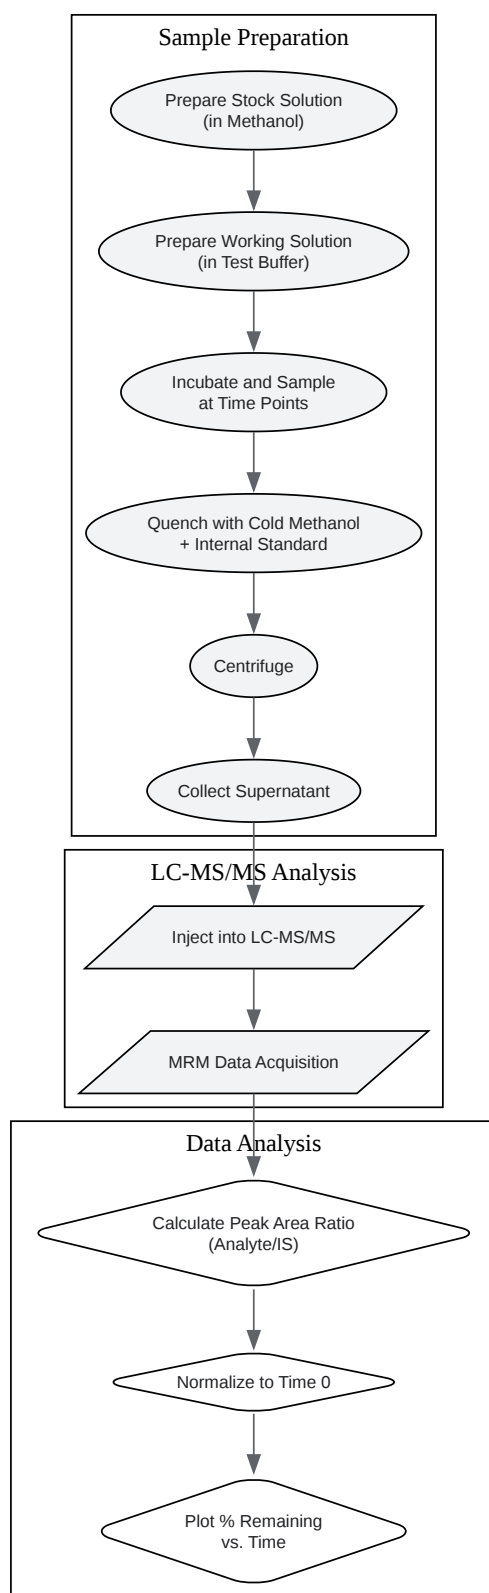 Sample Preparation
Prepare Stock Solution
(in Methanol)
Prepare Working Solution
(in Test Buffer)
Incubate and Sample
at Time Points
Quench with Cold Methanol
+ Internal Standard
Centrifuge
Collect Supernatant
LC-MS/MS Analysis
Inject into LC-MS/MS
MRM Data Acquisition
Data Analysis
Calculate Peak Area Ratio
(Analyte/IS)
Normalize to Time 0
Plot % Remaining
vs. Time